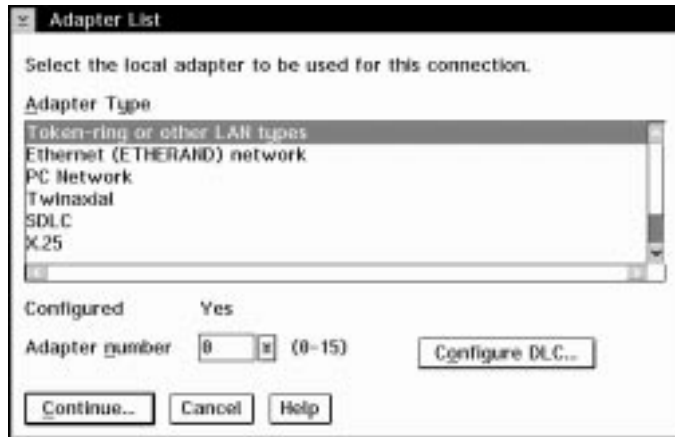 Adapter List
Select the local adapter to be used for this connection.
Adapter Type
Token-ring or other LAN types
Ethernet (ETHERAND) network
PC Network
Twinaxial
SDLC
X.25
Configured Yes
Adapter number 0 (0-15) Configure DLC...
Continue... Cancel Help